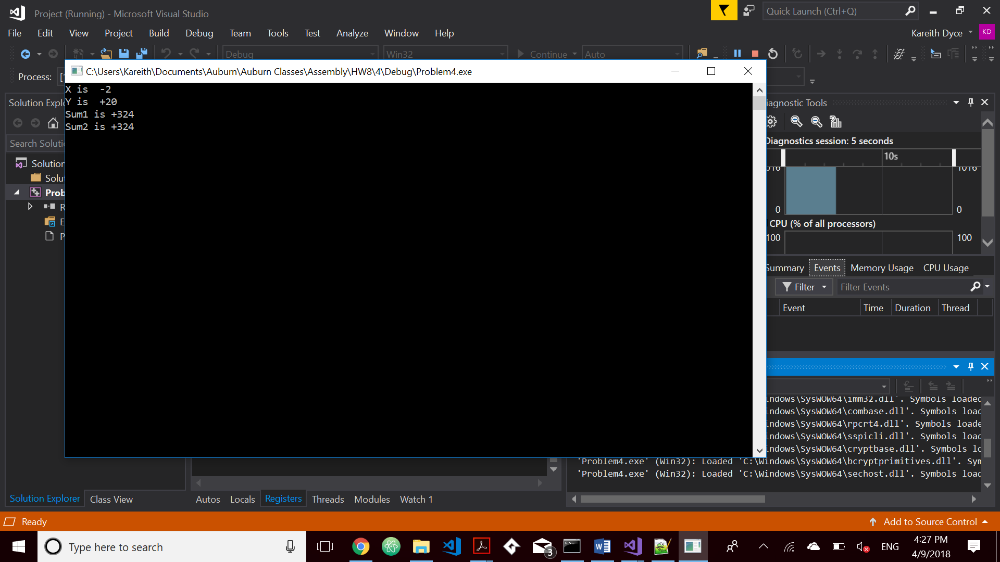 Project (Running) - Microsoft Visual Studio
Quick Launch (Ctrl+Q)
File Edit View Project Build Debug Team Tools Test Analyze Window Help
Kareith Dyce
KD
Debug Win32 Continue Auto
Process:
C:\Users\Kareith\Documents\Auburn\Auburn Classes\Assembly\HW8\4\Debug\Problem4.exe
X is -2
Y is +20
Sum1 is +324
Sum2 is +324
Solution Explo
Search Soluti
Solution
Solu
Prob
R
E
P
iagnostic Tools
Diagnostics session: 5 seconds
10s
1016
0 0
CPU (% of all processors)
100 100
Summary Events Memory Usage CPU Usage
Filter Filter Events
Event Time Duration Thread
indows\SysWOW64\imm32.dll'. Symbols loaded
indows\SysWOW64\combase.dll'. Symbols load
indows\SysWOW64\rpcrt4.dll'. Symbols loade
indows\SysWOW64\sspicli.dll'. Symbols load
indows\SysWOW64\cryptbase.dll'. Symbols lo
'Problem4.exe' (Win32): Loaded 'C:\Windows\SysWOW64\bcryptprimitives.dll'. Sym
'Problem4.exe' (Win32): Loaded 'C:\Windows\SysWOW64\sechost.dll'. Symbols load
Solution Explorer Class View
Autos Locals Registers Threads Modules Watch 1
Ready
Add to Source Control
Type here to search
3
ENG
4:27 PM
4/9/2018